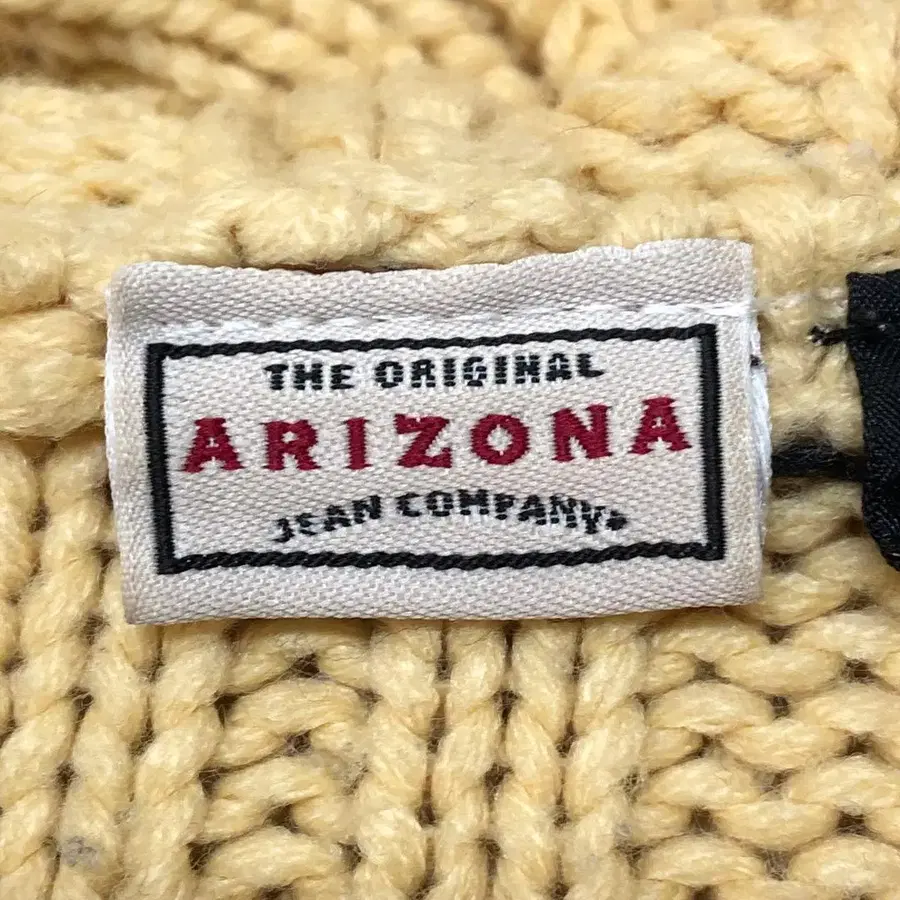 THE ORIGINAL
ARIZONA
JEAN COMPANY®